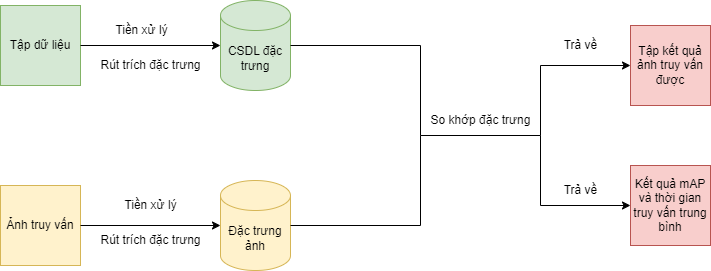 Tập dữ liệu
Tiền xử lý
Rút trích đặc trưng
CSDL đặc
trưng
Trả về
Tập kết quả
ảnh truy vấn
được
So khớp đặc trưng
Ảnh truy vấn
Tiền xử lý
Rút trích đặc trưng
Đặc trưng
ảnh
Trả về
Kết quả mAP
và thời gian
truy vấn trung
bình